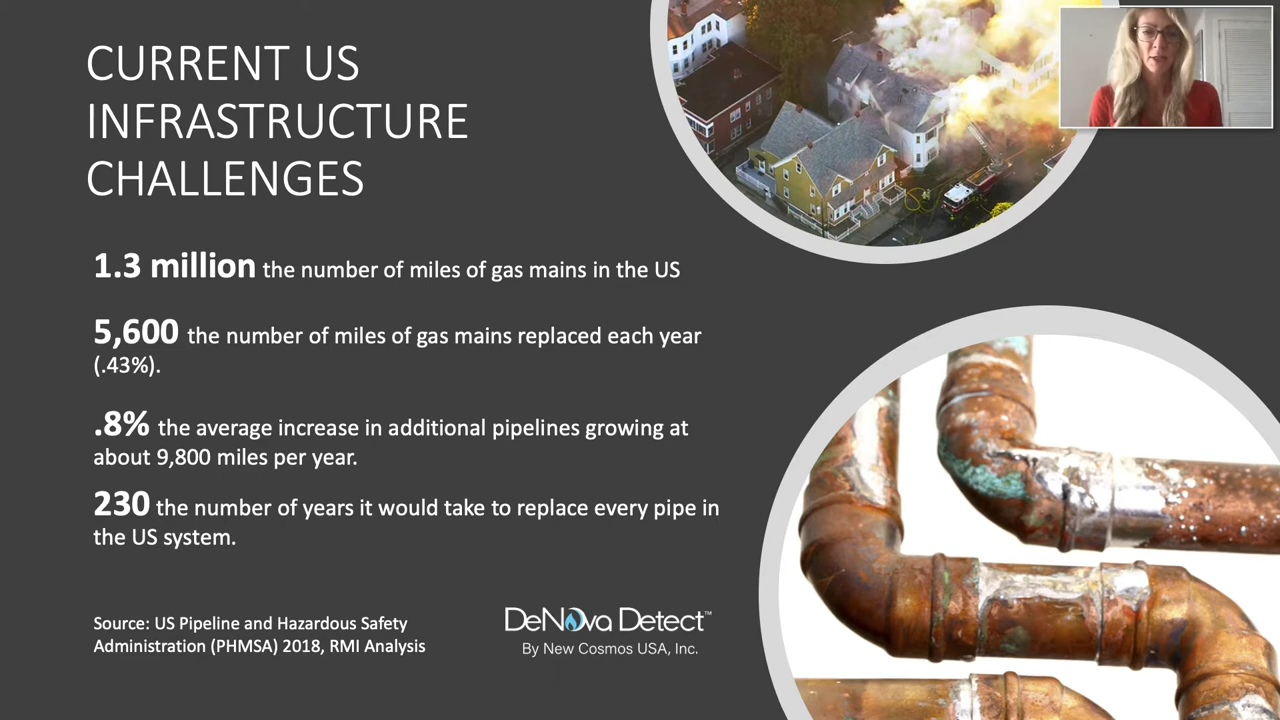 CURRENT US
INFRASTRUCTURE
CHALLENGES
1.3 million the number of miles of gas mains in the US
5,600 the number of miles of gas mains replaced each year
(.43%).
.8% the average increase in additional pipelines growing at
about 9,800 miles per year.
230 the number of years it would take to replace every pipe in
the US system.
Source: US Pipeline and Hazardous Safety
Administration (PHMSA) 2018, RMI Analysis
DeNova Detect™
By New Cosmos USA, Inc.